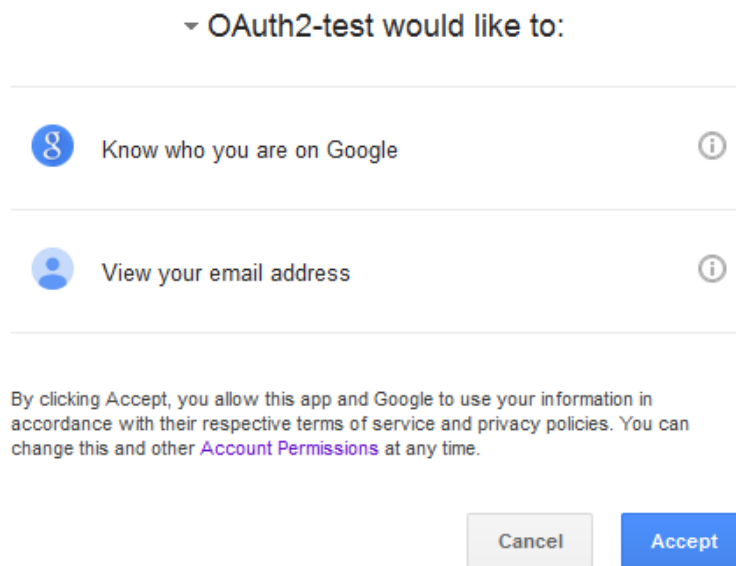 OAuth2-test would like to:
g
Know who you are on Google
View your email address
By clicking Accept, you allow this app and Google to use your information in
accordance with their respective terms of service and privacy policies. You can
change this and other Account Permissions at any time.
Cancel Accept